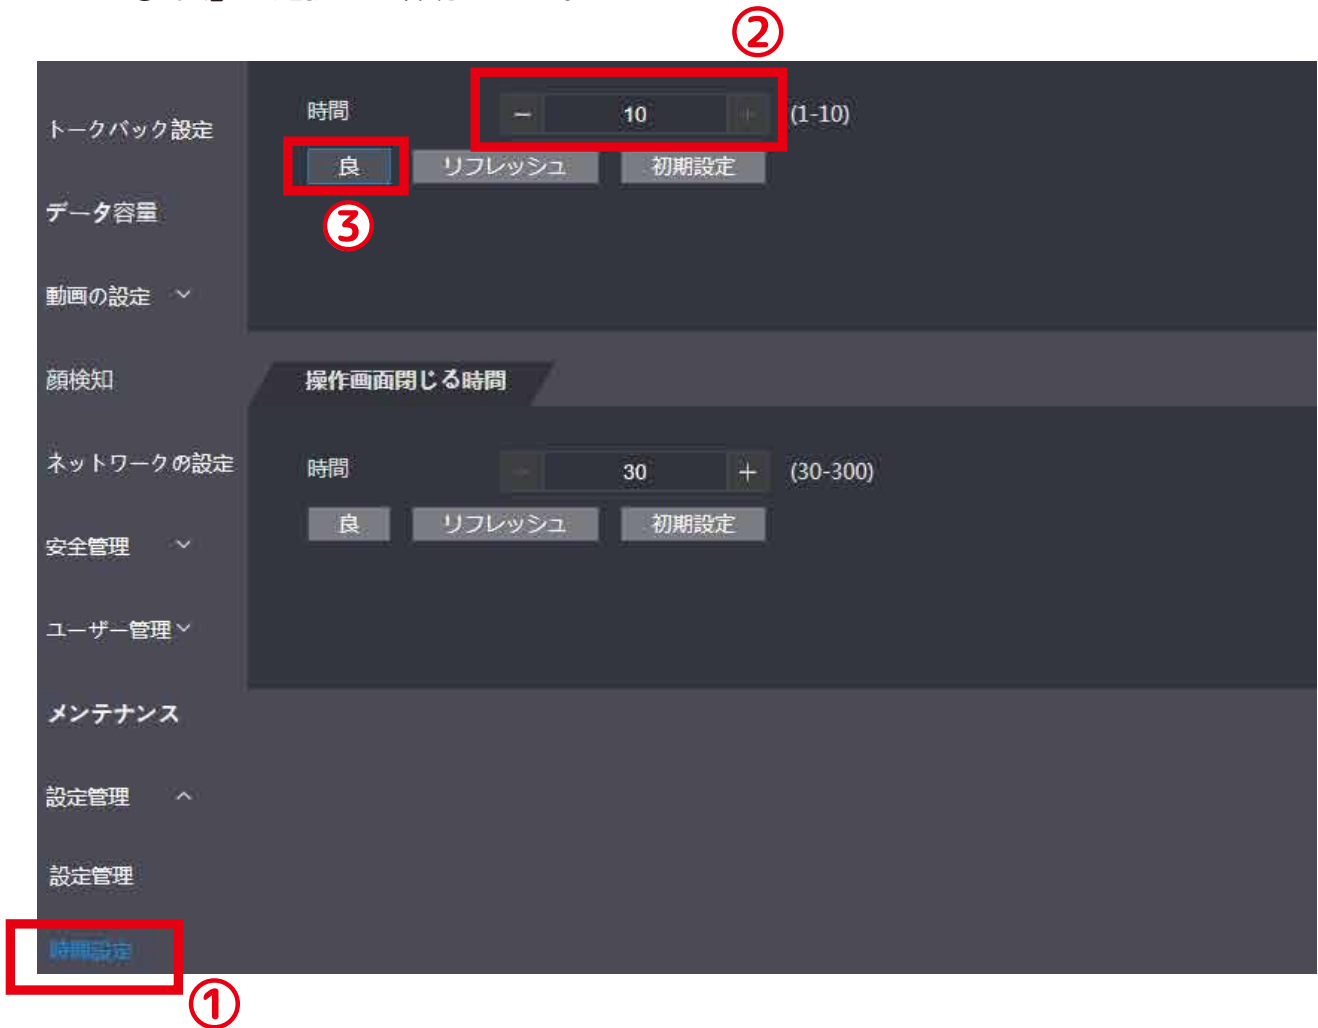 ②
時間 － 10 + (1-10)
良 リフレッシュ 初期設定
③
操作画面閉じる時間
時間 － 30 + (30-300)
良 リフレッシュ 初期設定
トークバック設定
データ容量
動画の設定
顔検知
ネットワークの設定
安全管理
ユーザー管理
メンテナンス
設定管理
設定管理
時間設定
①